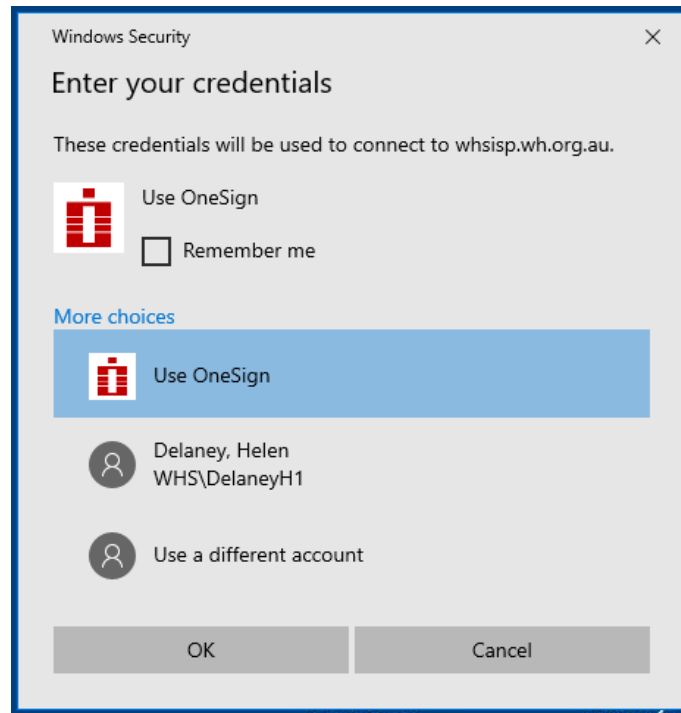 Windows Security
Enter your credentials
These credentials will be used to connect to whsisp.wh.org.au.
Use OneSign
Remember me
More choices
Use OneSign
Delaney, Helen
WHS\DelaneyH1
Use a different account
OK
Cancel